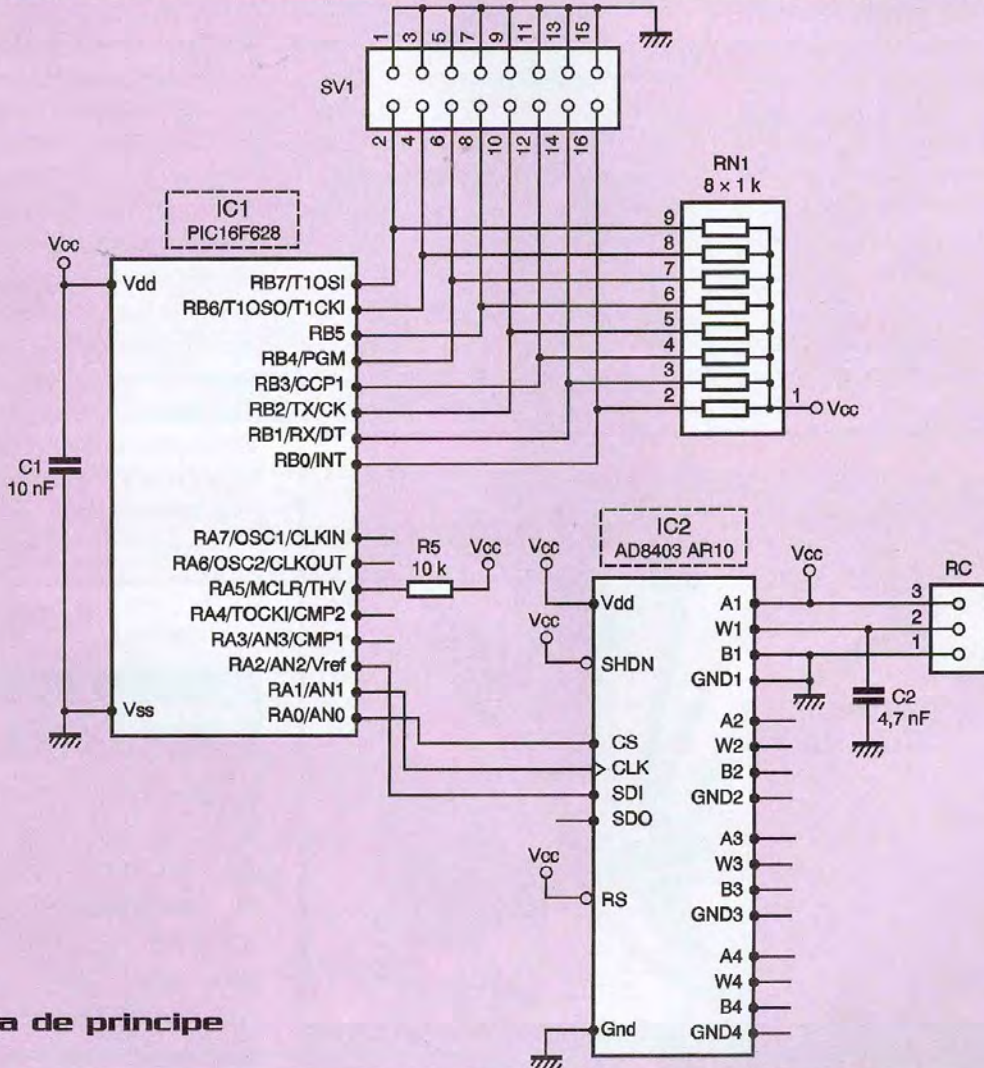 1 3 5 7 9 11 13 15
SV1
2 4 6 8 10 12 14 16
RN1
8 × 1 k
9
8
7
6
5
4
3
2
1
Vcc
IC1
PIC16F628
Vcc
Vdd
RB7/T1OSI
RB6/T1OSO/T1CKI
RB5
RB4/PGM
RB3/CCP1
RB2/TX/CK
RB1/RX/DT
RB0/INT
C1
10 nF
RA7/OSC1/CLKIN
RA6/OSC2/CLKOUT
RA5/MCLR/THV
RA4/TOCKI/CMP2
RA3/AN3/CMP1
RA2/AN2/Vref
RA1/AN1
RA0/AN0
Vss
R5
10 k
Vcc
IC2
AD8403 AR10
Vcc
Vdd
Vcc
SHDN
CS
CLK
SDI
SDO
Vcc
RS
Gnd
A1
W1
B1
GND1
A2
W2
B2
GND2
A3
W3
B3
GND3
A4
W4
B4
GND4
Vcc
RC
3
2
1
C2
4,7 nF
a de principe